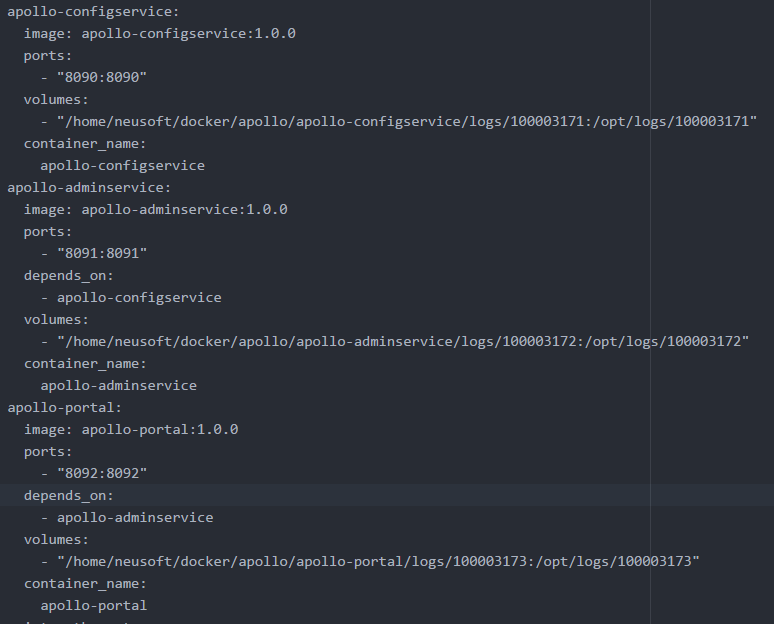 apollo-configservice:
  image: apollo-configservice:1.0.0
  ports:
    - "8090:8090"
  volumes:
    - "/home/neusoft/docker/apollo/apollo-configservice/logs/100003171:/opt/logs/100003171"
  container_name:
    apollo-configservice
apollo-adminservice:
  image: apollo-adminservice:1.0.0
  ports:
    - "8091:8091"
  depends_on:
    - apollo-configservice
  volumes:
    - "/home/neusoft/docker/apollo/apollo-adminservice/logs/100003172:/opt/logs/100003172"
  container_name:
    apollo-adminservice
apollo-portal:
  image: apollo-portal:1.0.0
  ports:
    - "8092:8092"
  depends_on:
    - apollo-adminservice
  volumes:
    - "/home/neusoft/docker/apollo/apollo-portal/logs/100003173:/opt/logs/100003173"
  container_name:
    apollo-portal